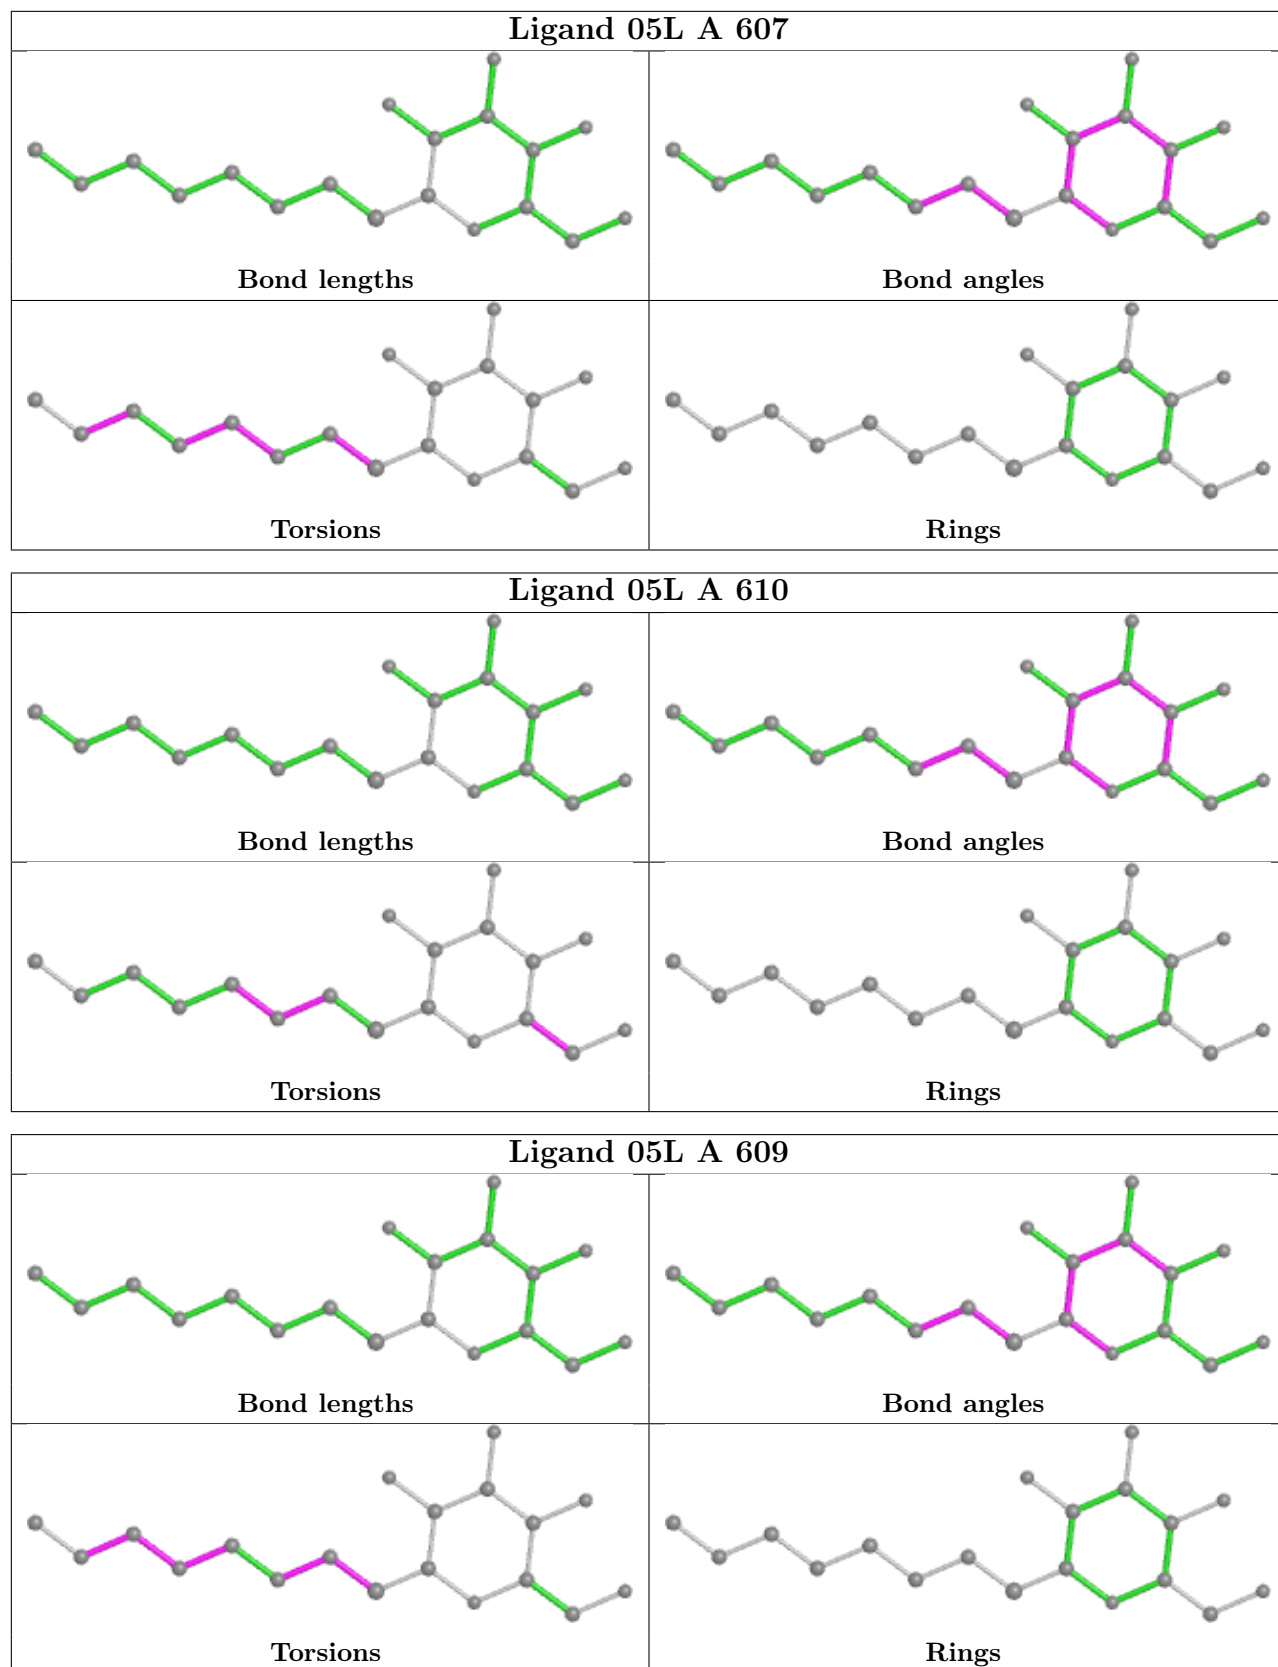 Ligand 05L A 607
Bond lengths
Bond angles
Torsions
Rings
Ligand 05L A 610
Bond lengths
Bond angles
Torsions
Rings
Ligand 05L A 609
Bond lengths
Bond angles
Torsions
Rings